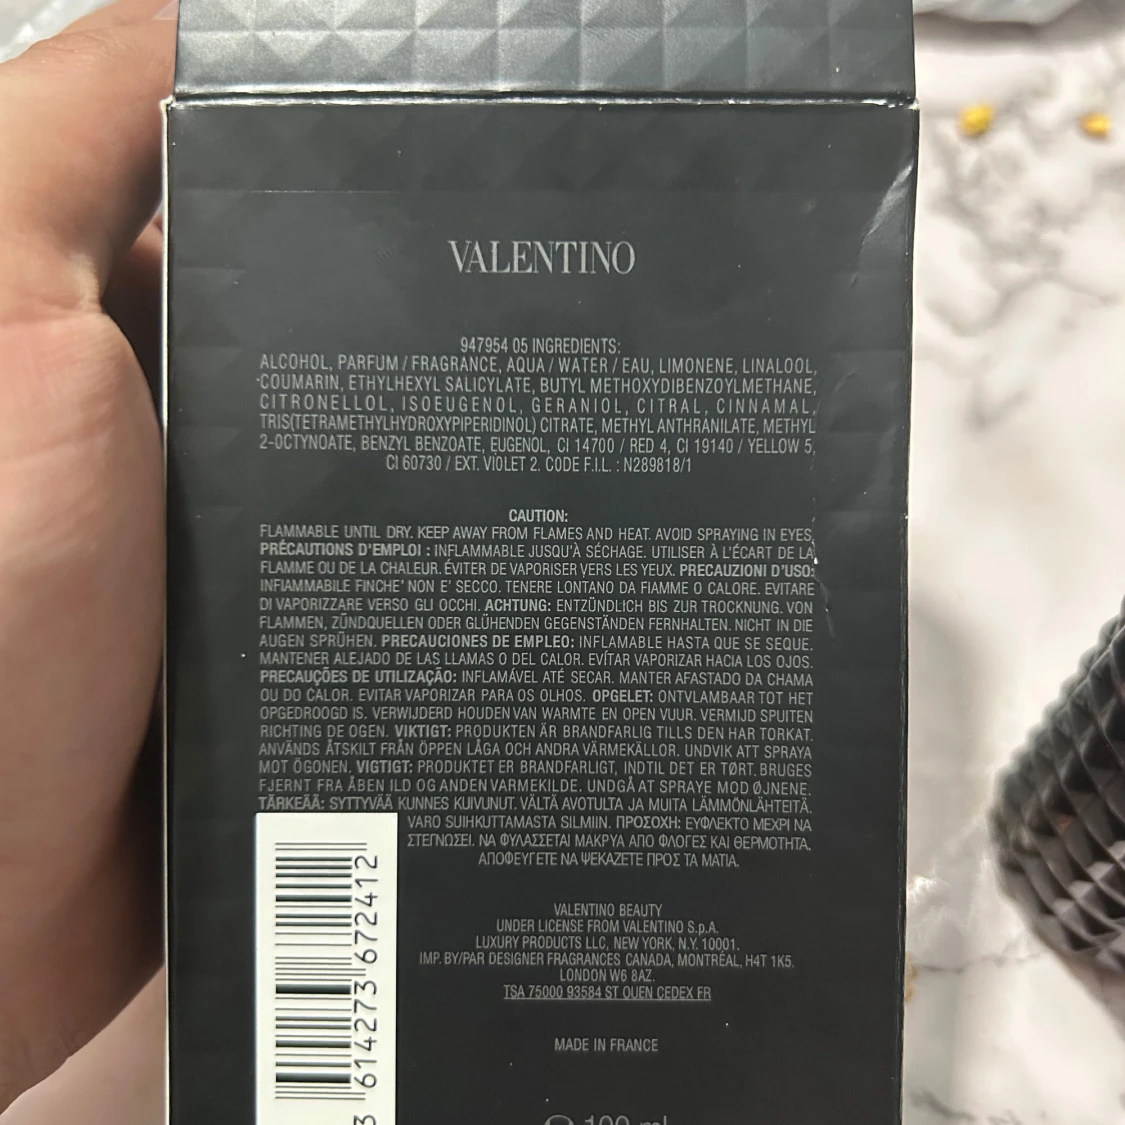 VALENTINO
947954 05 INGREDIENTS:
ALCOHOL, PARFUM / FRAGRANCE, AQUA / WATER / EAU, LIMONENE, LINALOOL,
COUMARIN, ETHYLHEXYL SALICYLATE, BUTYL METHOXYDIBENZOYLMETHANE,
CITRONELLOL, ISOEUGENOL, GERANIOL, CITRAL, CINNAMAL,
TRIS(TETRAMETHYLHYDROXYPIPERIDINOL) CITRATE, METHYL ANTHRANILATE, METHYL
2-OCTYNOATE, BENZYL BENZOATE, EUGENOL, CI 14700 / RED 4, CI 19140 / YELLOW 5,
CI 60730 / EXT. VIOLET 2. CODE F.I.L. : N289818/1
CAUTION:
FLAMMABLE UNTIL DRY. KEEP AWAY FROM FLAMES AND HEAT. AVOID SPRAYING IN EYES.
PRÉCAUTIONS D'EMPLOI : INFLAMMABLE JUSQU'À SÉCHAGE. UTILISER À L'ÉCART DE LA
FLAMME OU DE LA CHALEUR. ÉVITER DE VAPORISER VERS LES YEUX. PRECAUZIONI D'USO:
INFIAMMABILE FINCHE' NON E' SECCO. TENERE LONTANO DA FIAMME O CALORE. EVITARE
DI VAPORIZZARE VERSO GLI OCCHI. ACHTUNG: ENTZÜNDLICH BIS ZUR TROCKNUNG. VON
FLAMMEN, ZÜNDQUELLEN ODER GLÜHENDEN GEGENSTÄNDEN FERNHALTEN. NICHT IN DIE
AUGEN SPRÜHEN. PRECAUCIONES DE EMPLEO: INFLAMABLE HASTA QUE SE SEQUE.
MANTENER ALEJADO DE LAS LLAMAS O DEL CALOR. EVÍTAR VAPORIZAR HACIA LOS OJOS.
PRECAUÇÕES DE UTILIZAÇÃO: INFLAMÁVEL ATÉ SECAR. MANTER AFASTADO DA CHAMA
OU DO CALOR. EVITAR VAPORIZAR PARA OS OLHOS. OPGELET: ONTVLAMBAAR TOT HET
OPGEDROOGD IS. VERWIJDERD HOUDEN VAN WARMTE EN OPEN VUUR. VERMIJD SPUITEN
RICHTING DE OGEN. VIKTIGT: PRODUKTEN ÄR BRANDFARLIG TILLS DEN HAR TORKAT.
ANVÄNDS ÅTSKILT FRÅN ÖPPEN LÅGA OCH ANDRA VÄRMEKÄLLOR. UNDVIK ATT SPRAYA
MOT ÖGONEN. VIGTIGT: PRODUKTET ER BRANDFARLIGT, INDTIL DET ER TØRT. BRUGES
FJERNT FRA ÅBEN ILD OG ANDEN VARMEKILDE. UNDGÅ AT SPRAYE MOD ØJNENE.
TÄRKEÄÄ: SYTTYVÄÄ KUNNES KUIVUNUT. VÄLTÄ AVOTULTA JA MUITA LÄMMÖNLÄHTEITÄ.
VARO SUIHKUTTAMASTA SILMIIN. ΠΡΟΣΟΧΗ: ΕΥΦΛΕΚΤΟ ΜΕΧΡΙ ΝΑ
ΣΤΕΓΝΩΣΕΙ. ΝΑ ΦΥΛΑΣΣΕΤΑΙ ΜΑΚΡΥΑ ΑΠΟ ΦΛΟΓΕΣ ΚΑΙ ΘΕΡΜΟΤΗΤΑ.
ΑΠΟΦΕΥΓΕΤΕ ΝΑ ΨΕΚΑΖΕΤΕ ΠΡΟΣ ΤΑ ΜΑΤΙΑ.
3 614273 672412
VALENTINO BEAUTY
UNDER LICENSE FROM VALENTINO S.p.A.
LUXURY PRODUCTS LLC, NEW YORK, N.Y. 10001.
IMP. BY/PAR DESIGNER FRAGRANCES CANADA, MONTRÉAL, H4T 1K5.
LONDON W6 8AZ.
TSA 75000 93584 ST OUEN CEDEX FR
MADE IN FRANCE
100 ml